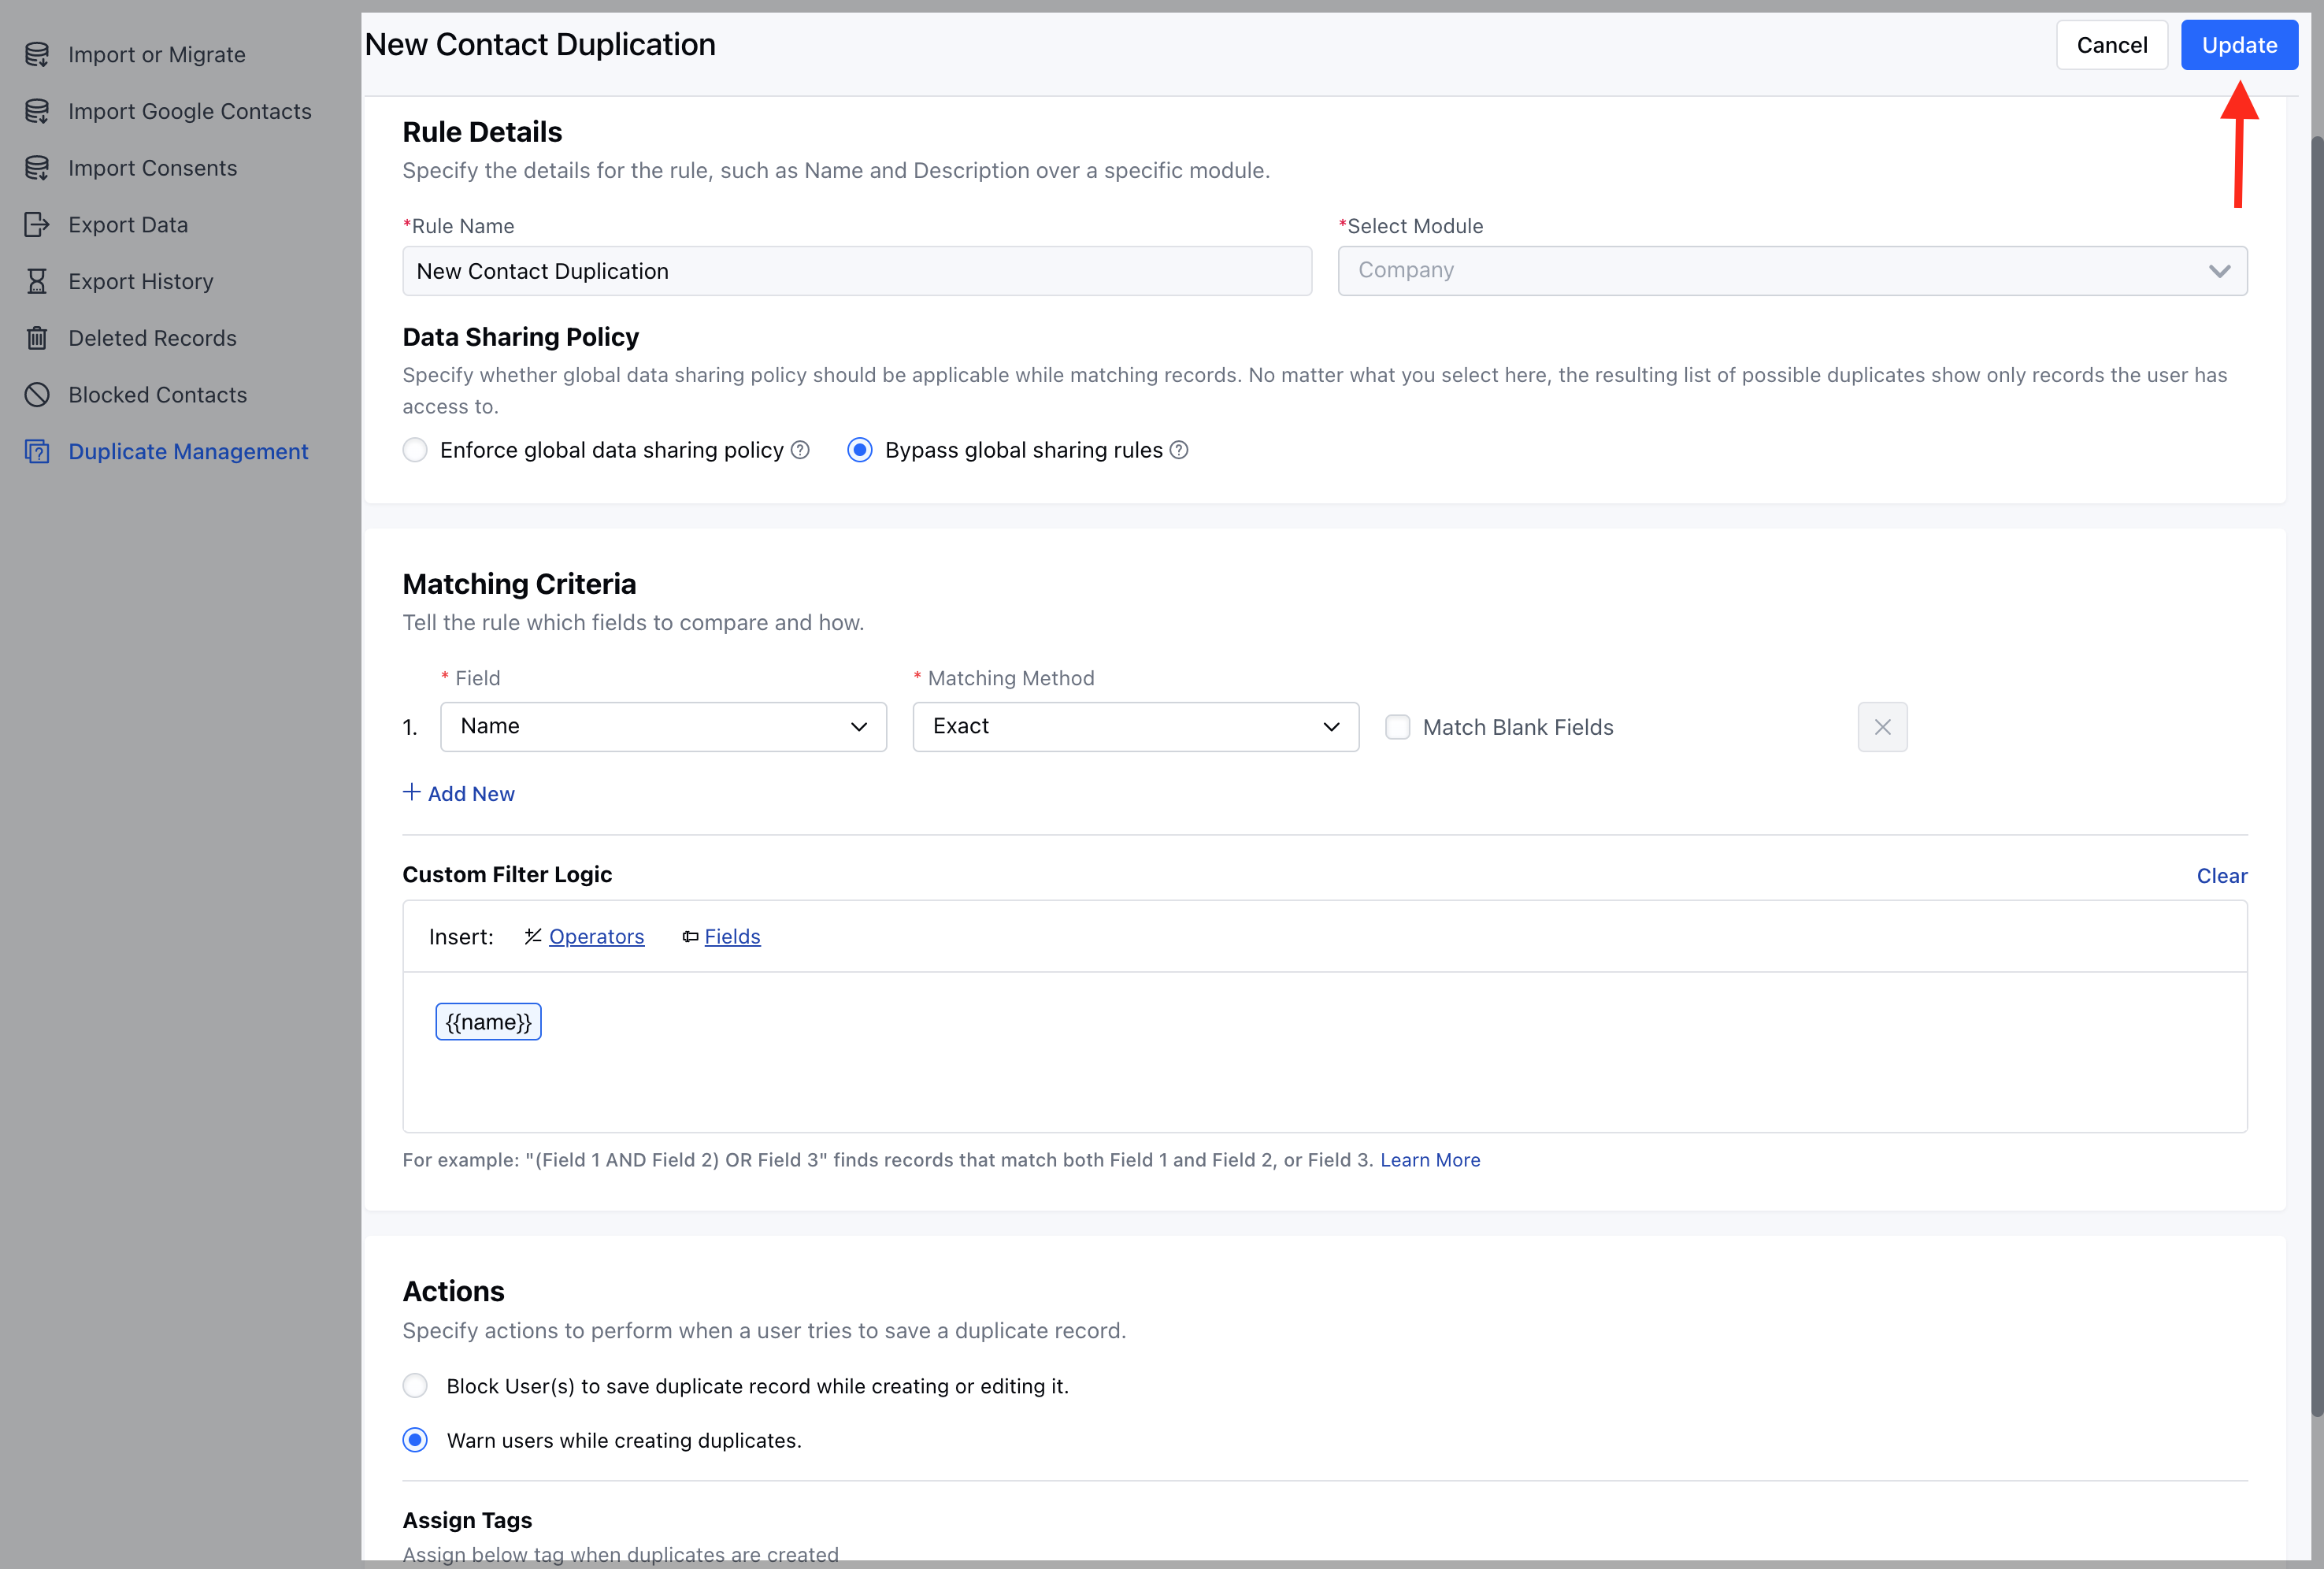 Import or Migrate
Import Google Contacts
Import Consents
Export Data
Export History
Deleted Records
Blocked Contacts
Duplicate Management
New Contact Duplication
Cancel
Update
Rule Details
Specify the details for the rule, such as Name and Description over a specific module.
*Rule Name
*Select Module
New Contact Duplication
Company
Data Sharing Policy
Specify whether global data sharing policy should be applicable while matching records. No matter what you select here, the resulting list of possible duplicates show only records the user has
access to.
Enforce global data sharing policy ?
Bypass global sharing rules ?
Matching Criteria
Tell the rule which fields to compare and how.
* Field
* Matching Method
1.
Name
Exact
Match Blank Fields
+ Add New
Custom Filter Logic
Clear
Insert:
Operators
Fields
{{name}}
For example: "(Field 1 AND Field 2) OR Field 3" finds records that match both Field 1 and Field 2, or Field 3. Learn More
Actions
Specify actions to perform when a user tries to save a duplicate record.
Block User(s) to save duplicate record while creating or editing it.
Warn users while creating duplicates.
Assign Tags
Assign below tag when duplicates are created